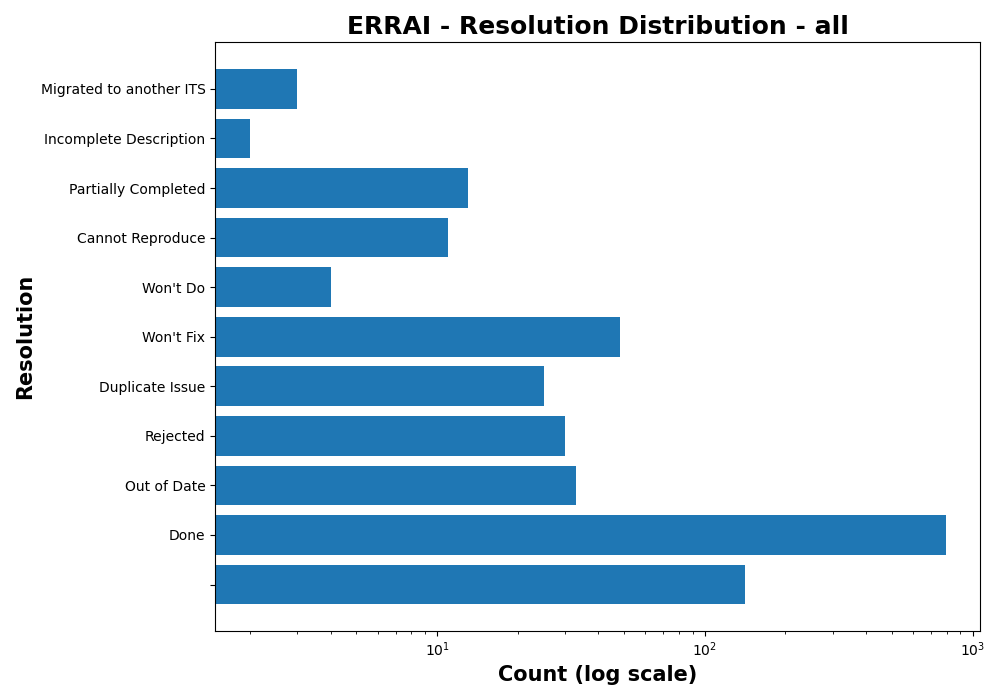 ERRAI - Resolution Distribution - all
Migrated to another ITS
Incomplete Description
Partially Completed
Cannot Reproduce
Won't Do
Won't Fix
Duplicate Issue
Rejected
Out of Date
Done
Resolution
10¹ 10² 10³
Count (log scale)